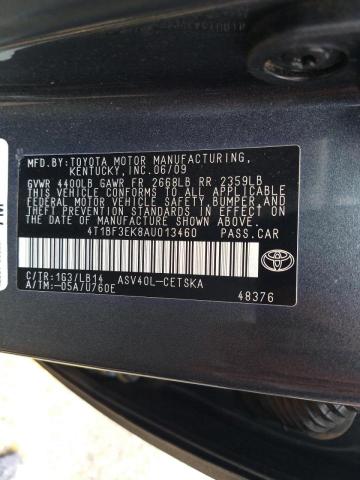 MFD.BY:TOYOTA MOTOR MANUFACTURING,
KENTUCKY,INC.06/09
GVWR 4400LB GAWR FR 2668LB RR 2359LB
THIS VEHICLE CONFORMS TO ALL APPLICABLE
FEDERAL MOTOR VEHICLE SAFETY, BUMPER, AND
THEFT PREVENTION STANDARDS IN EFFECT ON
THE DATE OF MANUFACTURE SHOWN ABOVE.
4T1BF3EK8AU013460 PASS.CAR
C/TR:1G3/LB14 ASV40L-CETSKA
A/TM:-05A/U760E
48376